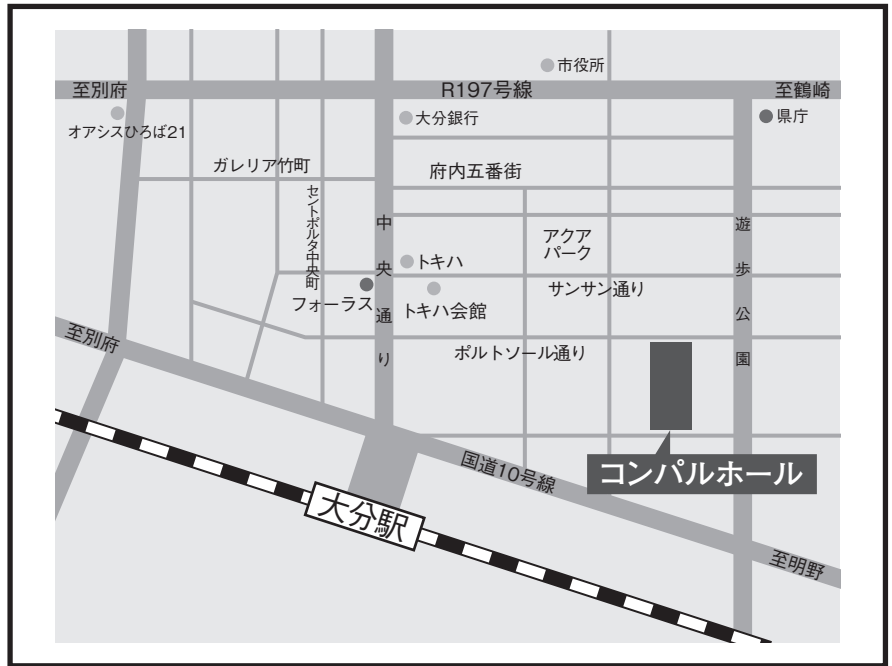 市役所
至別府
R197号線
至鶴崎
オアシスひろば21
大分銀行
県庁
ガレリア竹町
府内五番街
セントポルタ中央町
中央通り
アクア
パーク
遊歩公園
トキハ
フォーラス
トキハ会館
サンサン通り
至別府
ポルトソール通り
国道10号線
コンパルホール
大分駅
至明野